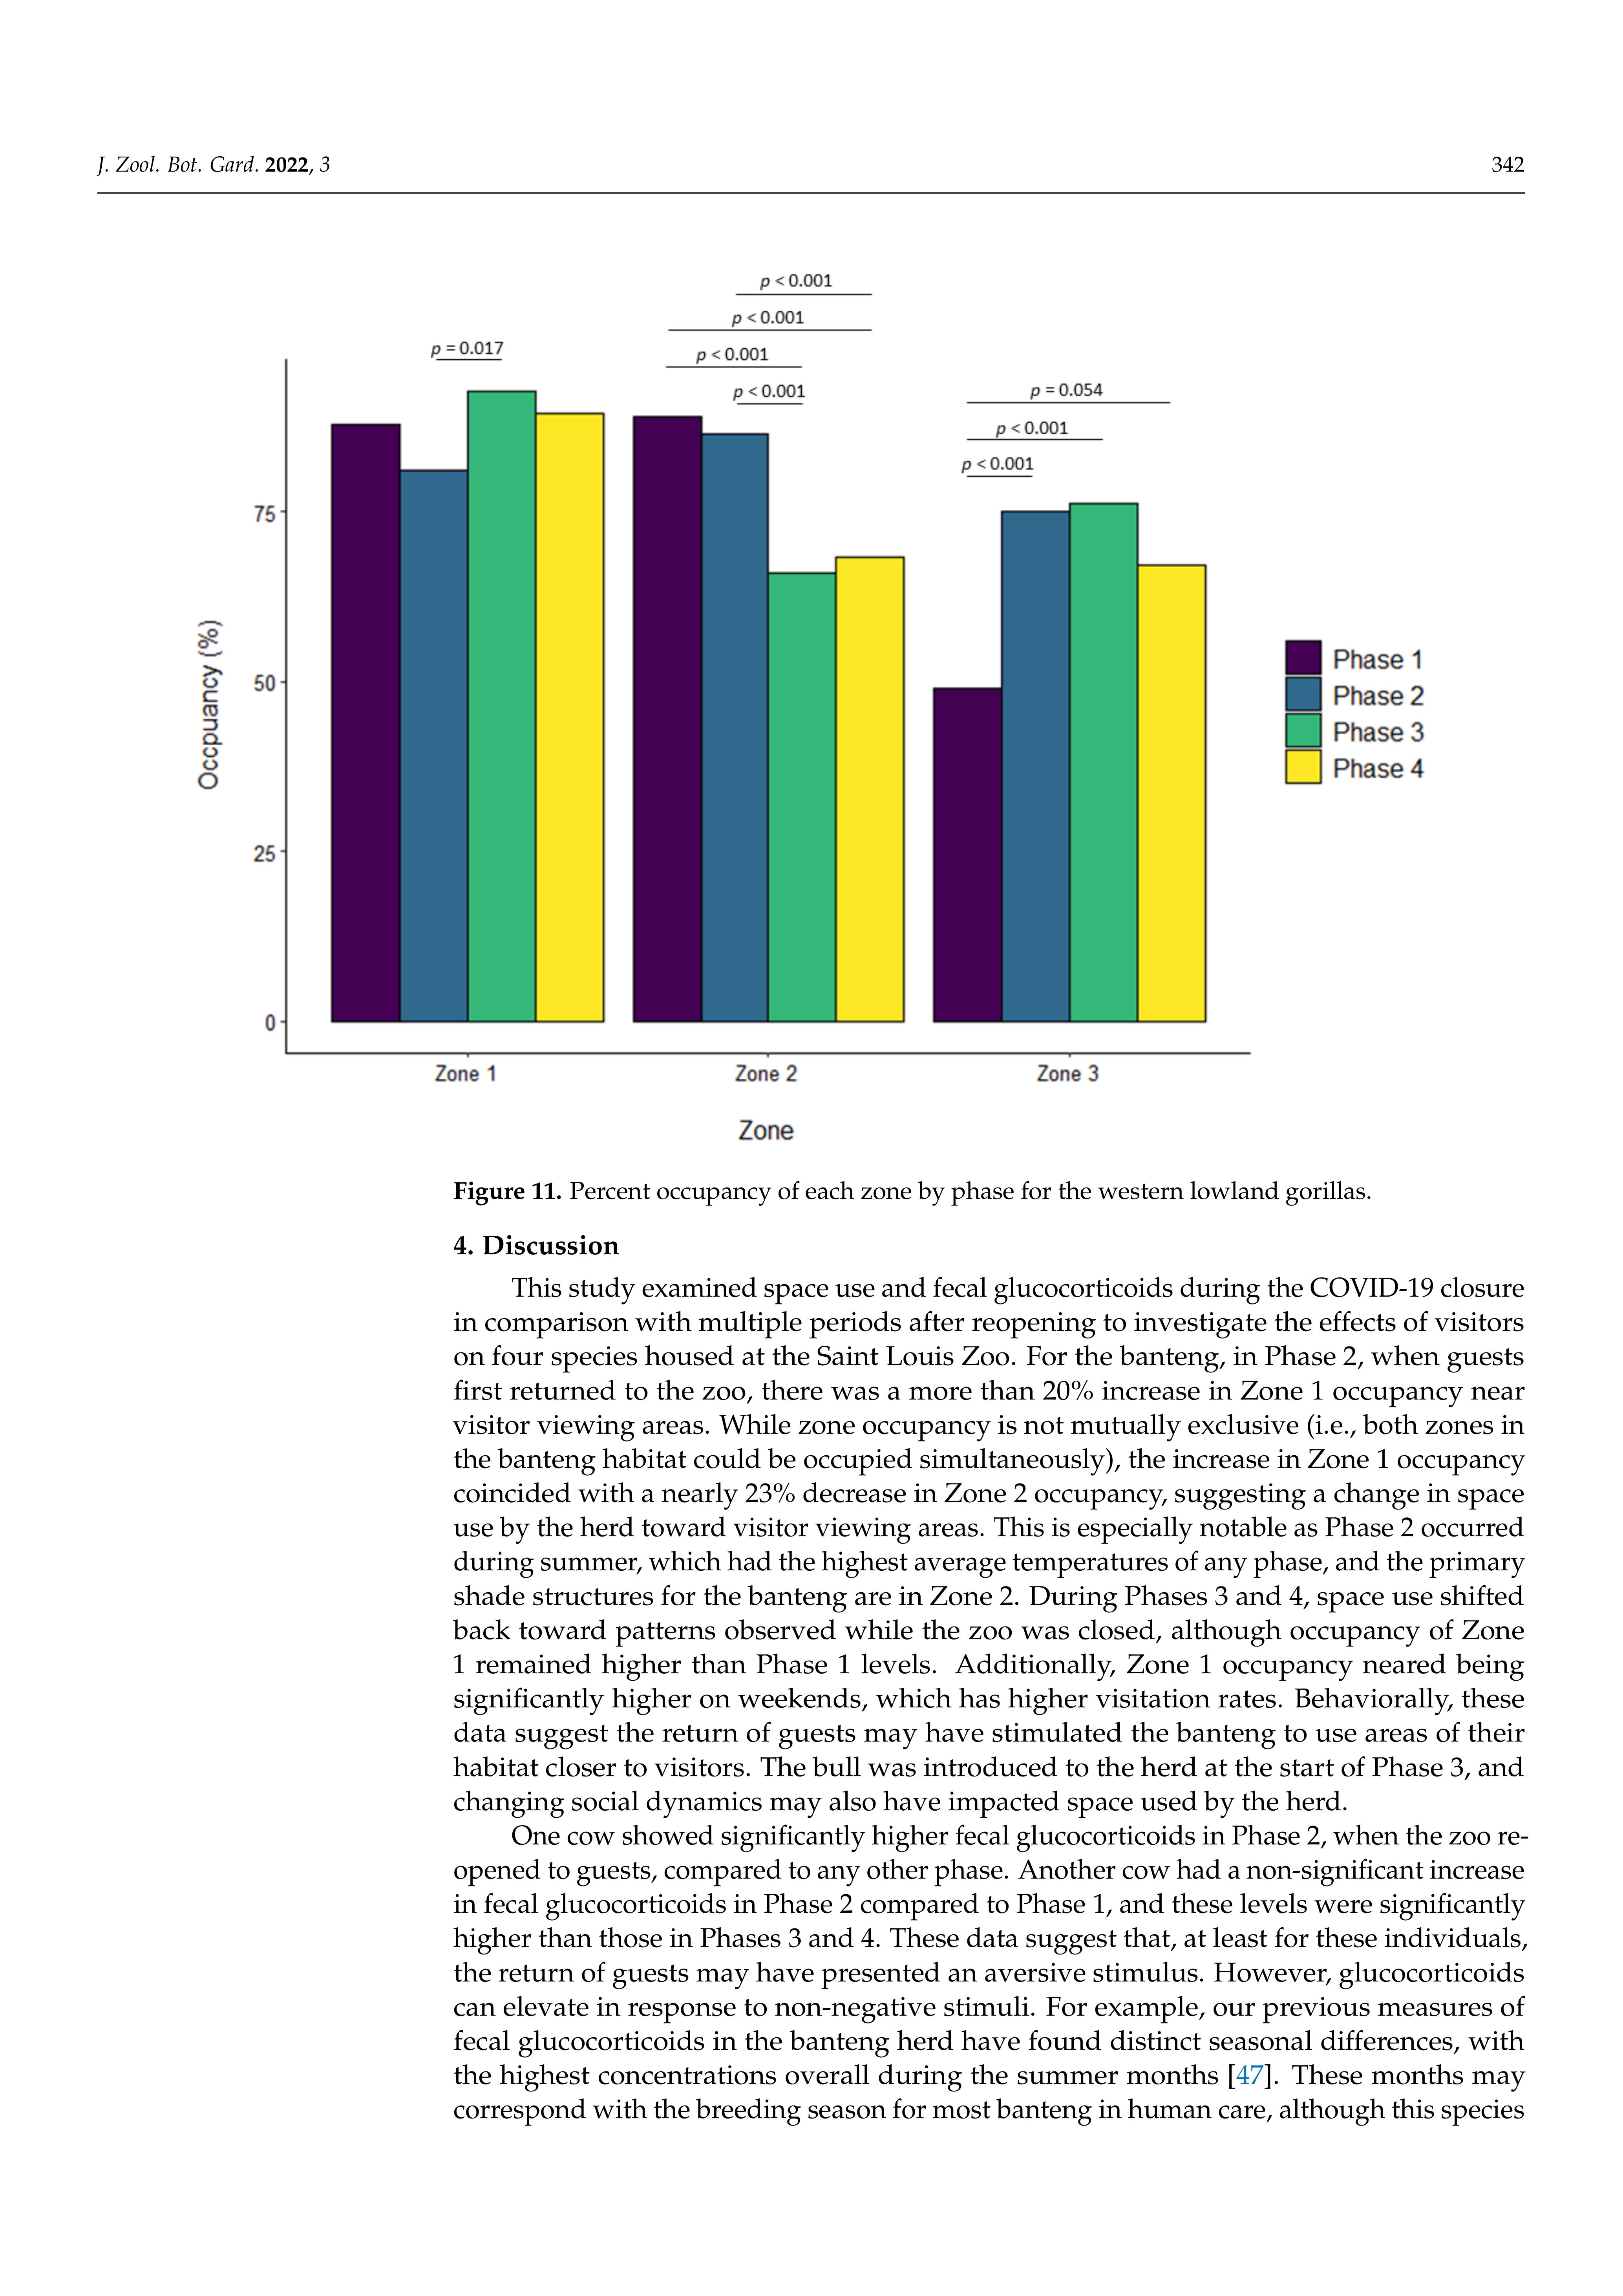 J. Zool. Bot. Gard. 2022, 3
342
p < 0.001
p < 0.001
p = 0.017
p < 0.001
p < 0.001
p = 0.054
p < 0.001
p < 0.001
75
50
25
0
Occpuancy (%)
Phase 1
Phase 2
Phase 3
Phase 4
Zone 1
Zone 2
Zone 3
Zone
Figure 11. Percent occupancy of each zone by phase for the western lowland gorillas.
4. Discussion
This study examined space use and fecal glucocorticoids during the COVID-19 closure
in comparison with multiple periods after reopening to investigate the effects of visitors
on four species housed at the Saint Louis Zoo. For the banteng, in Phase 2, when guests
first returned to the zoo, there was a more than 20% increase in Zone 1 occupancy near
visitor viewing areas. While zone occupancy is not mutually exclusive (i.e., both zones in
the banteng habitat could be occupied simultaneously), the increase in Zone 1 occupancy
coincided with a nearly 23% decrease in Zone 2 occupancy, suggesting a change in space
use by the herd toward visitor viewing areas. This is especially notable as Phase 2 occurred
during summer, which had the highest average temperatures of any phase, and the primary
shade structures for the banteng are in Zone 2. During Phases 3 and 4, space use shifted
back toward patterns observed while the zoo was closed, although occupancy of Zone
1 remained higher than Phase 1 levels. Additionally, Zone 1 occupancy neared being
significantly higher on weekends, which has higher visitation rates. Behaviorally, these
data suggest the return of guests may have stimulated the banteng to use areas of their
habitat closer to visitors. The bull was introduced to the herd at the start of Phase 3, and
changing social dynamics may also have impacted space used by the herd.
One cow showed significantly higher fecal glucocorticoids in Phase 2, when the zoo re-
opened to guests, compared to any other phase. Another cow had a non-significant increase
in fecal glucocorticoids in Phase 2 compared to Phase 1, and these levels were significantly
higher than those in Phases 3 and 4. These data suggest that, at least for these individuals,
the return of guests may have presented an aversive stimulus. However, glucocorticoids
can elevate in response to non-negative stimuli. For example, our previous measures of
fecal glucocorticoids in the banteng herd have found distinct seasonal differences, with
the highest concentrations overall during the summer months [47]. These months may
correspond with the breeding season for most banteng in human care, although this species